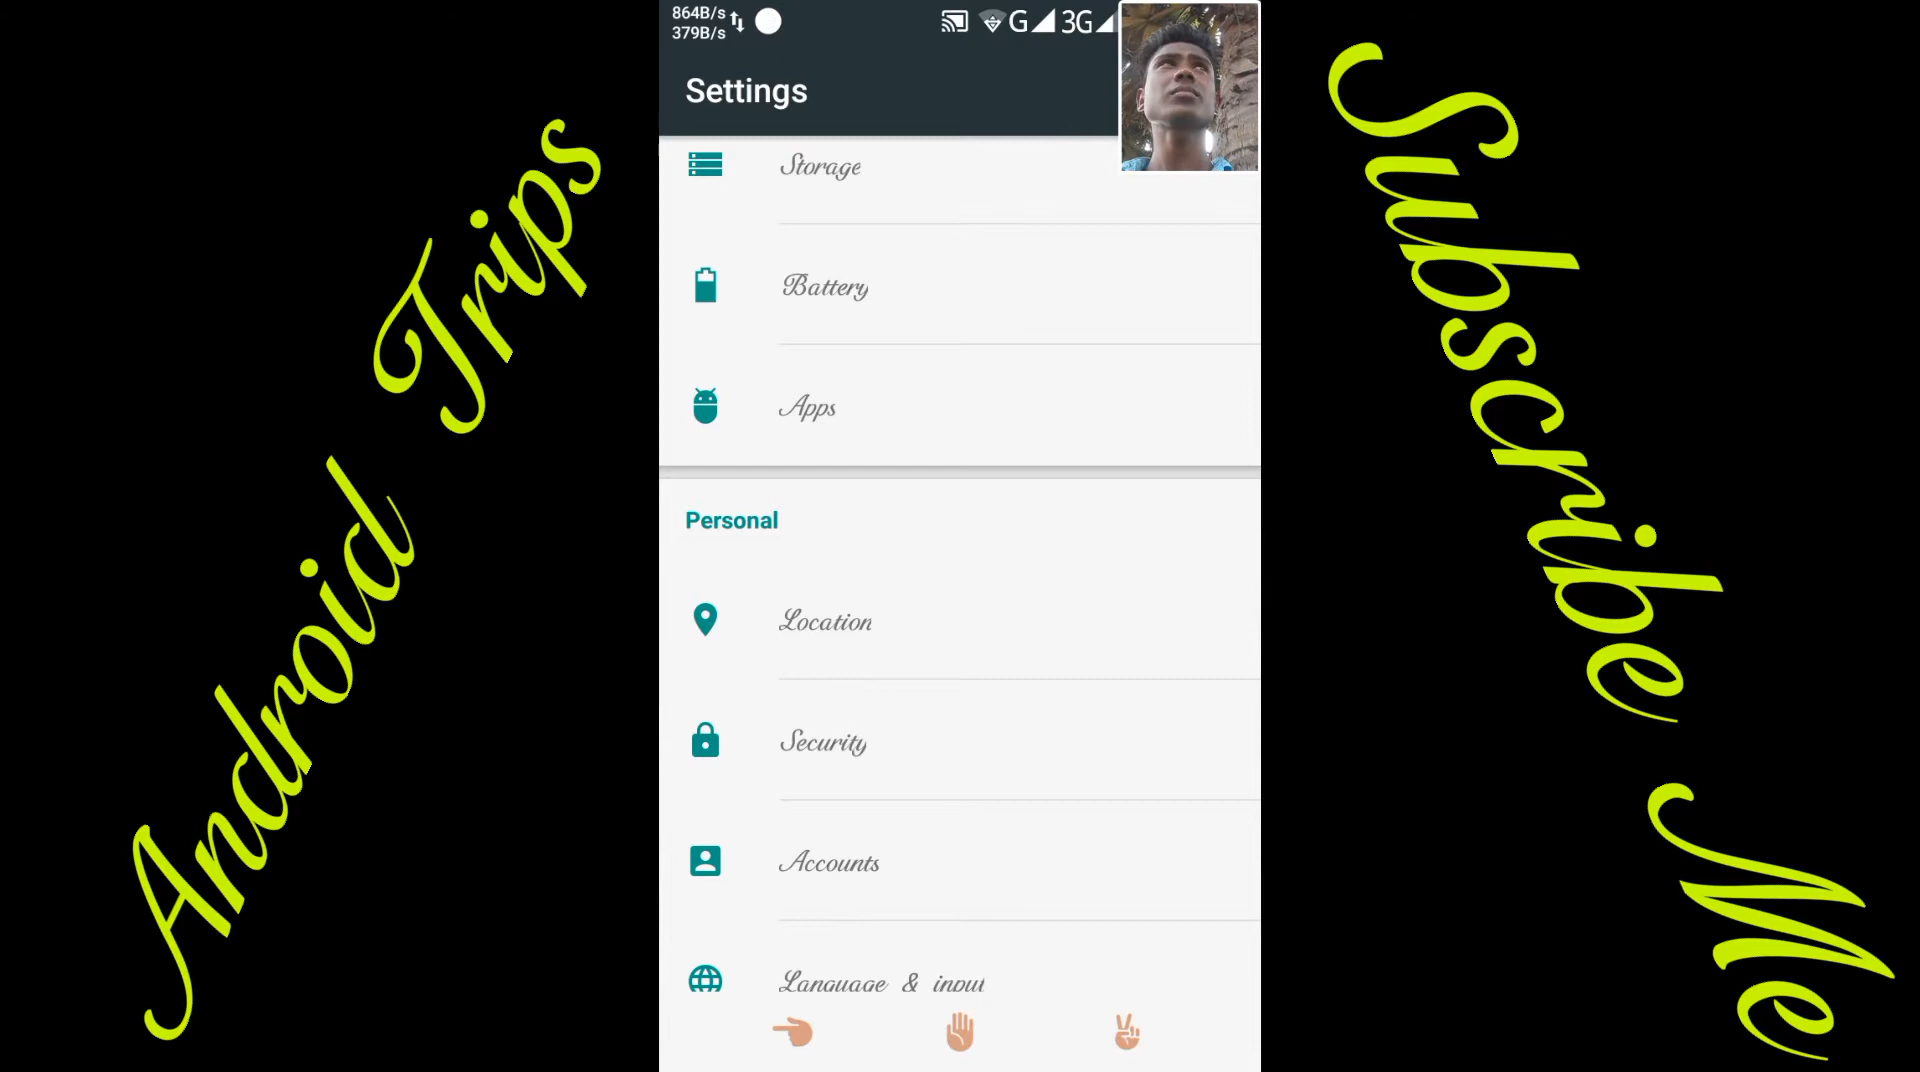 864B/s
379B/s
G 3G
Settings
Storage
Battery
Apps
Personal
Location
Security
Accounts
Language & input
Android Trips
Subscribe Me